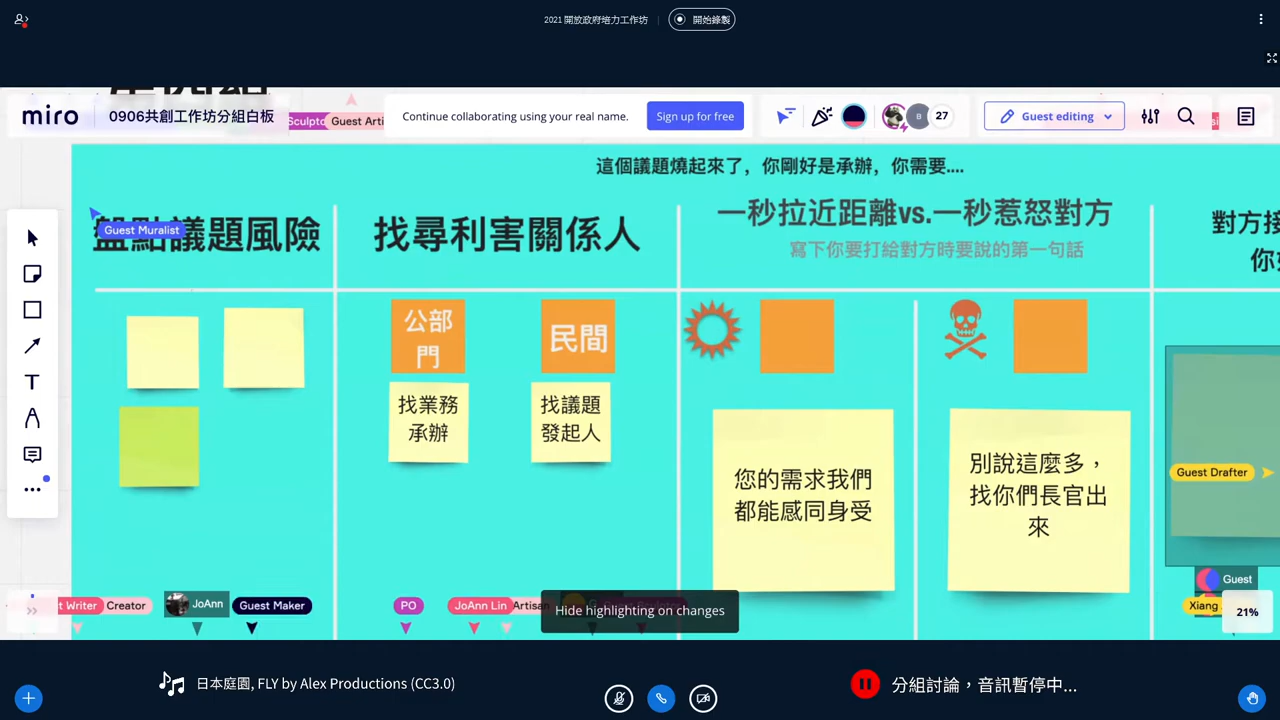 2021 開放政府培力工作坊
開始錄製
miro
0906共創工作坊分組白板
Guest Arti
Continue collaborating using your real name.
Sign up for free
B
27
Guest editing
這個議題燒起來了，你剛好是承辦，你需要....
Guest Muralist
盤點議題風險
找尋利害關係人
一秒拉近距離vs.一秒惹怒對方
寫下你要打給對方時要說的第一句話
對方接
你
公部
門
民間
找業務
承辦
找議題
發起人
您的需求我們
都能感同身受
別說這麼多，
找你們長官出
來
Guest Drafter
Guest
t Writer
Creator
JoAnn
Guest Maker
PO
JoAnn Lin
Artisan
Hide highlighting on changes
Xiang
21%
日本庭園, FLY by Alex Productions (CC3.0)
分組討論，音訊暫停中...